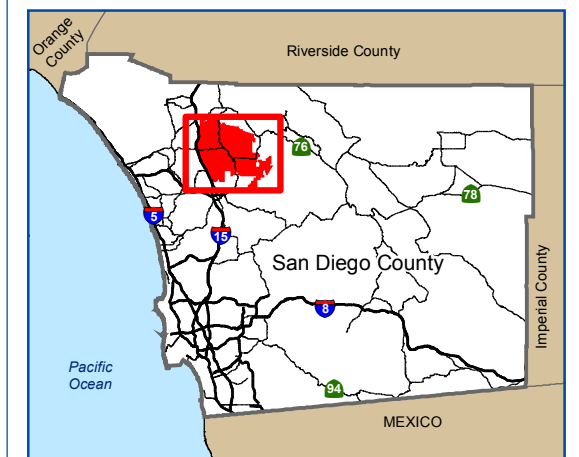 Orange
County
Riverside County
76
78
5
15
San Diego County
Imperial County
8
Pacific
Ocean
94
MEXICO